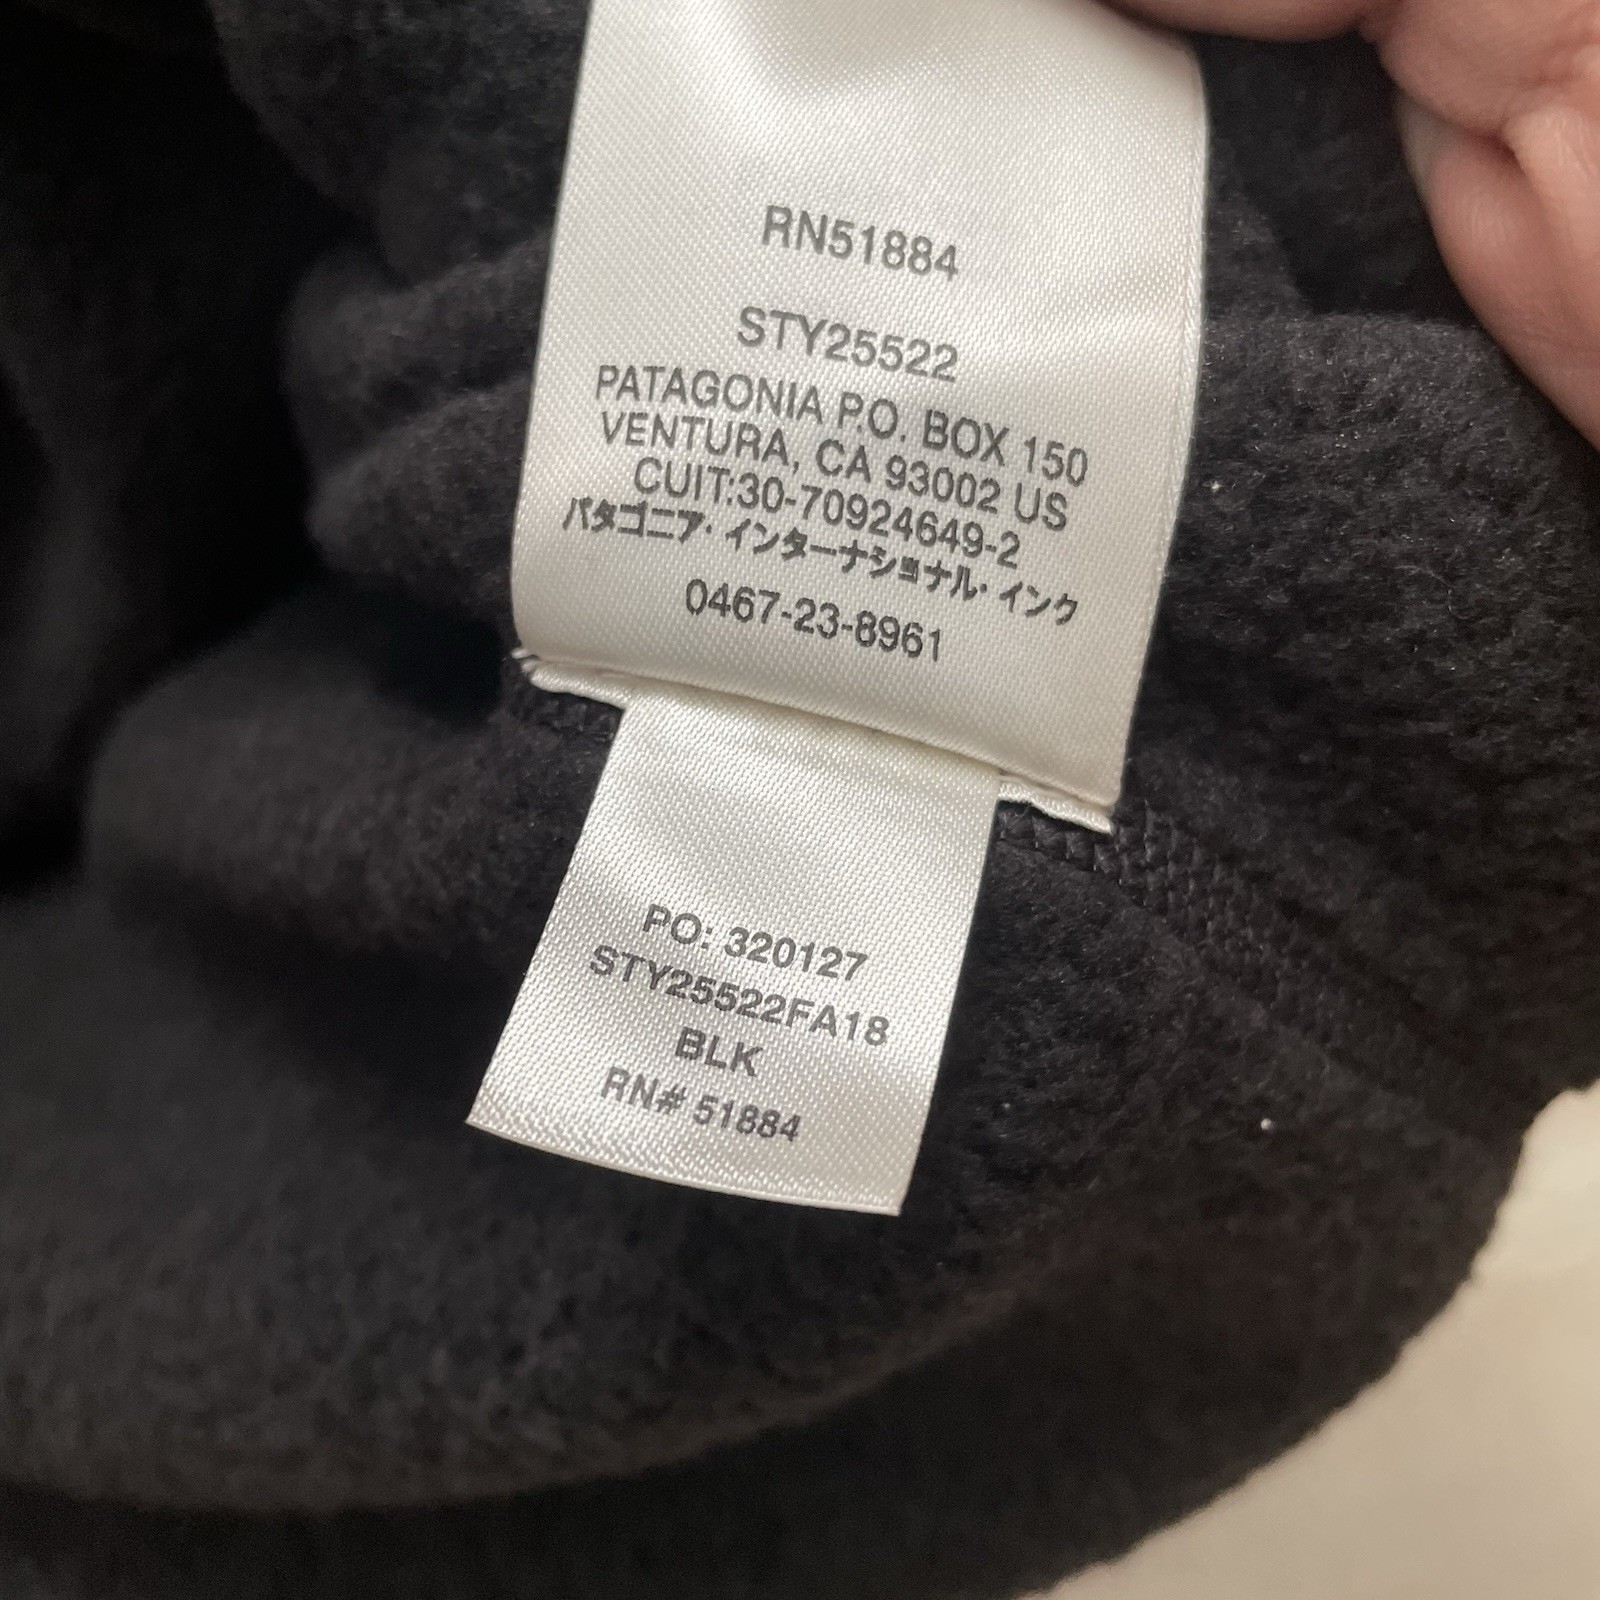 RN51884
STY25522
PATAGONIA P.O. BOX 150
VENTURA, CA 93002 US
CUIT:30-70924649-2
パタゴニア・インターナショナル・インク
0467-23-8961
PO: 320127
STY25522FA18
BLK
RN# 51884